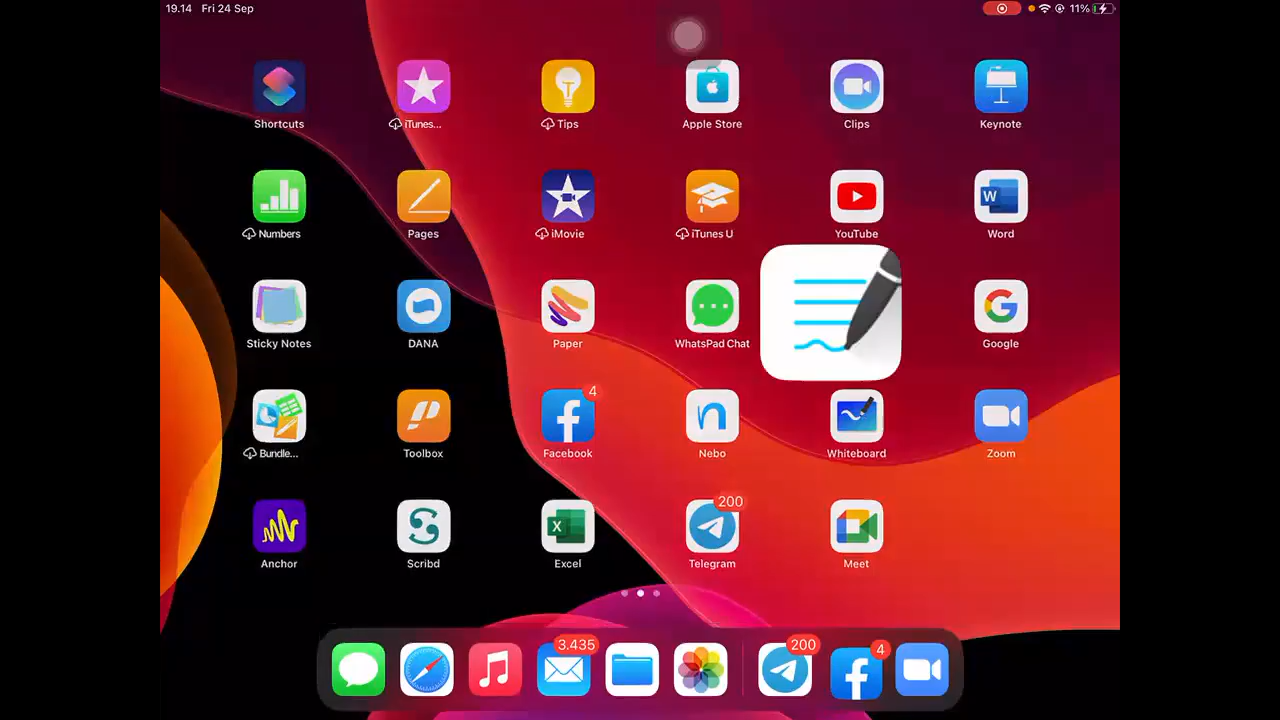 19.14 Fri 24 Sep 11%
Shortcuts iTunes... Tips Apple Store Clips Keynote
Numbers Pages iMovie iTunes U YouTube Word
W
Sticky Notes DANA Paper WhatsPad Chat Google
4
Bundle... Toolbox Facebook Nebo Whiteboard Zoom
200
X
Anchor Scribd Excel Telegram Meet
3.435 200 4